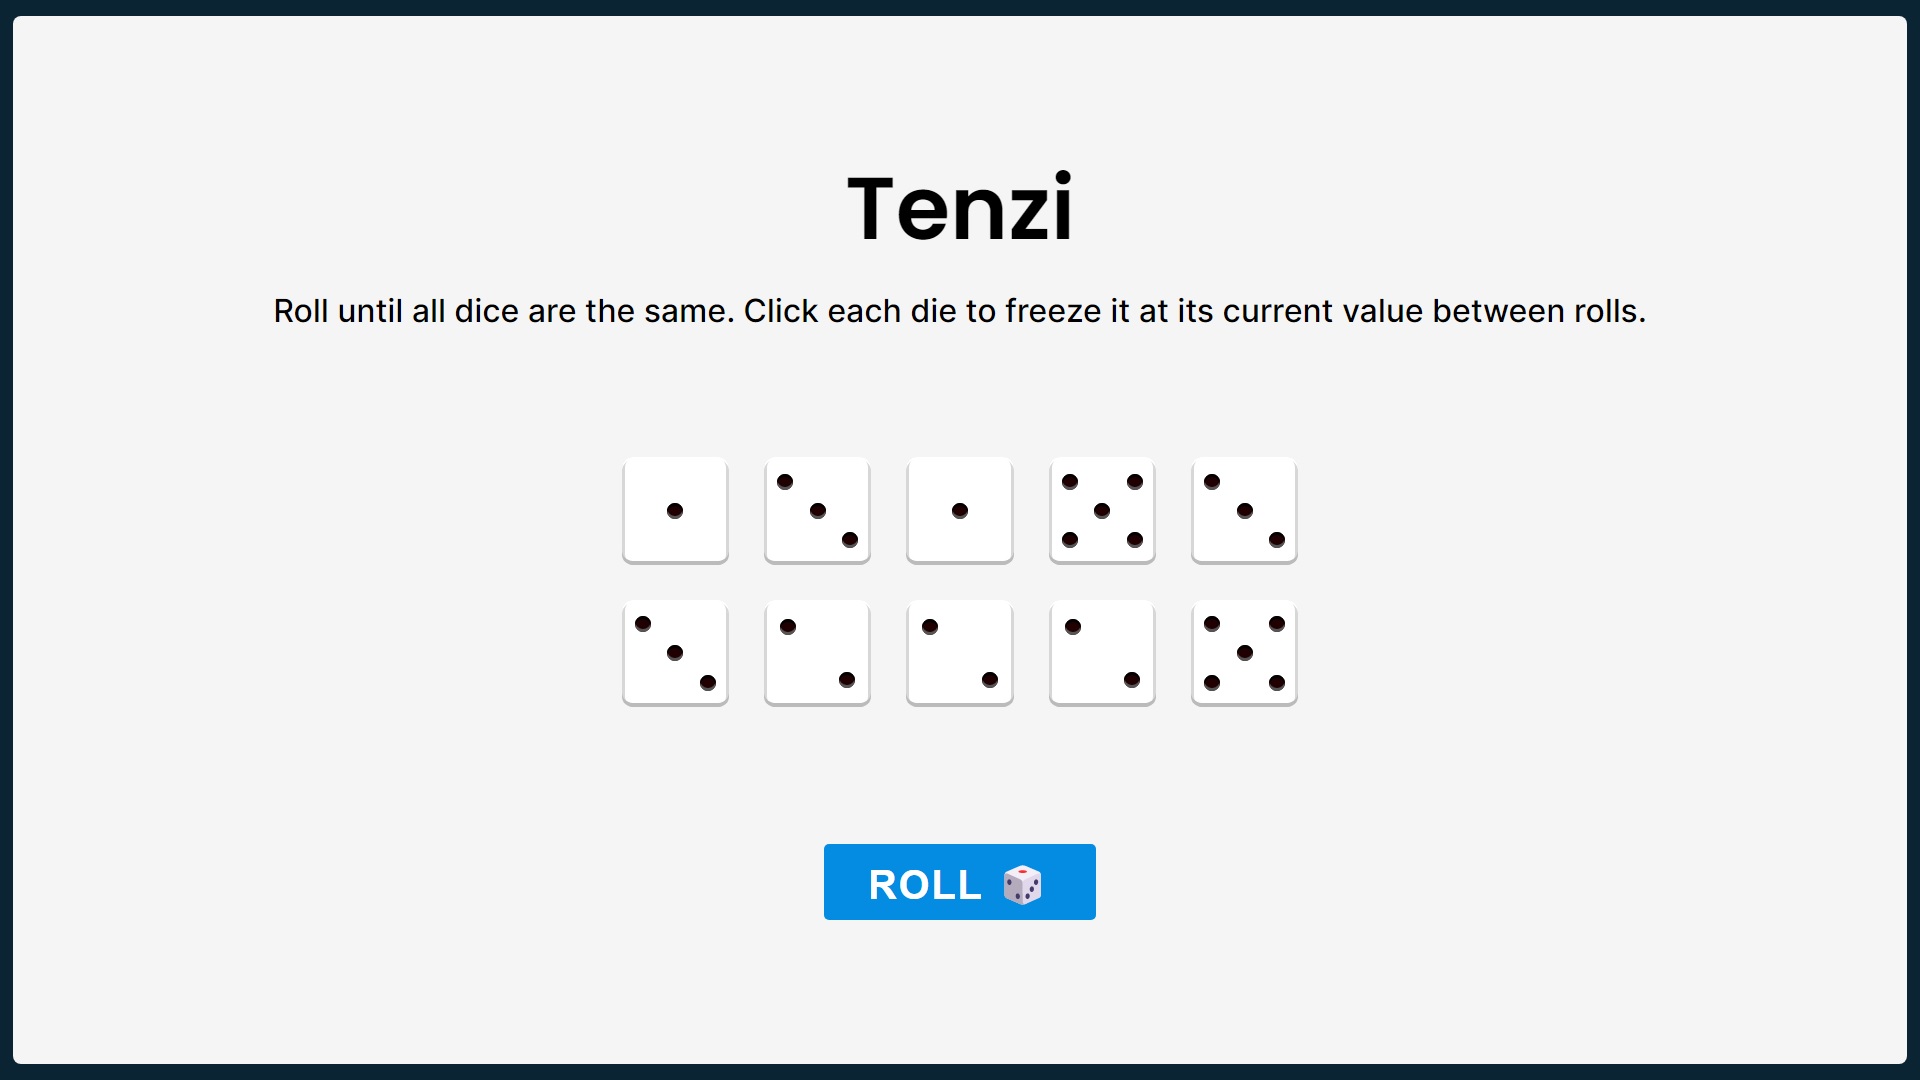 Tenzi
Roll until all dice are the same. Click each die to freeze it at its current value between rolls.
ROLL